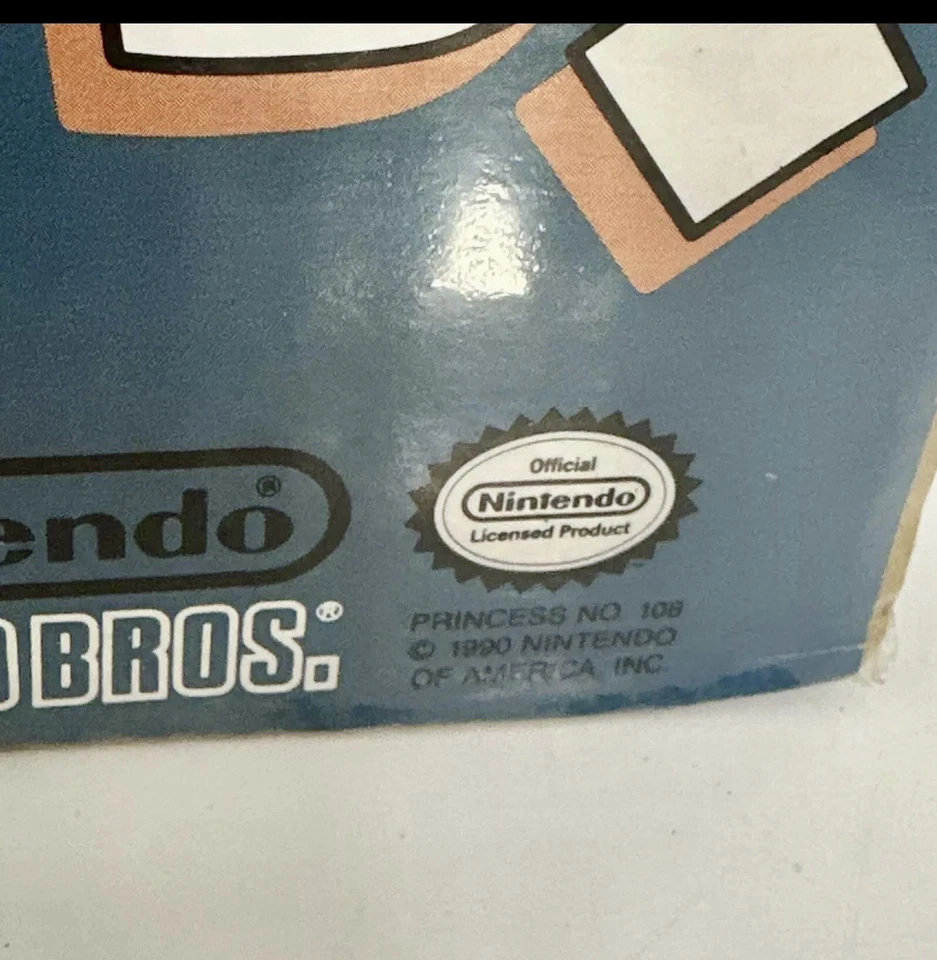 endo®
BROS.®
Official
Nintendo
Licensed Product
PRINCESS NO. 108
© 1990 NINTENDO
OF AMERICA, INC.